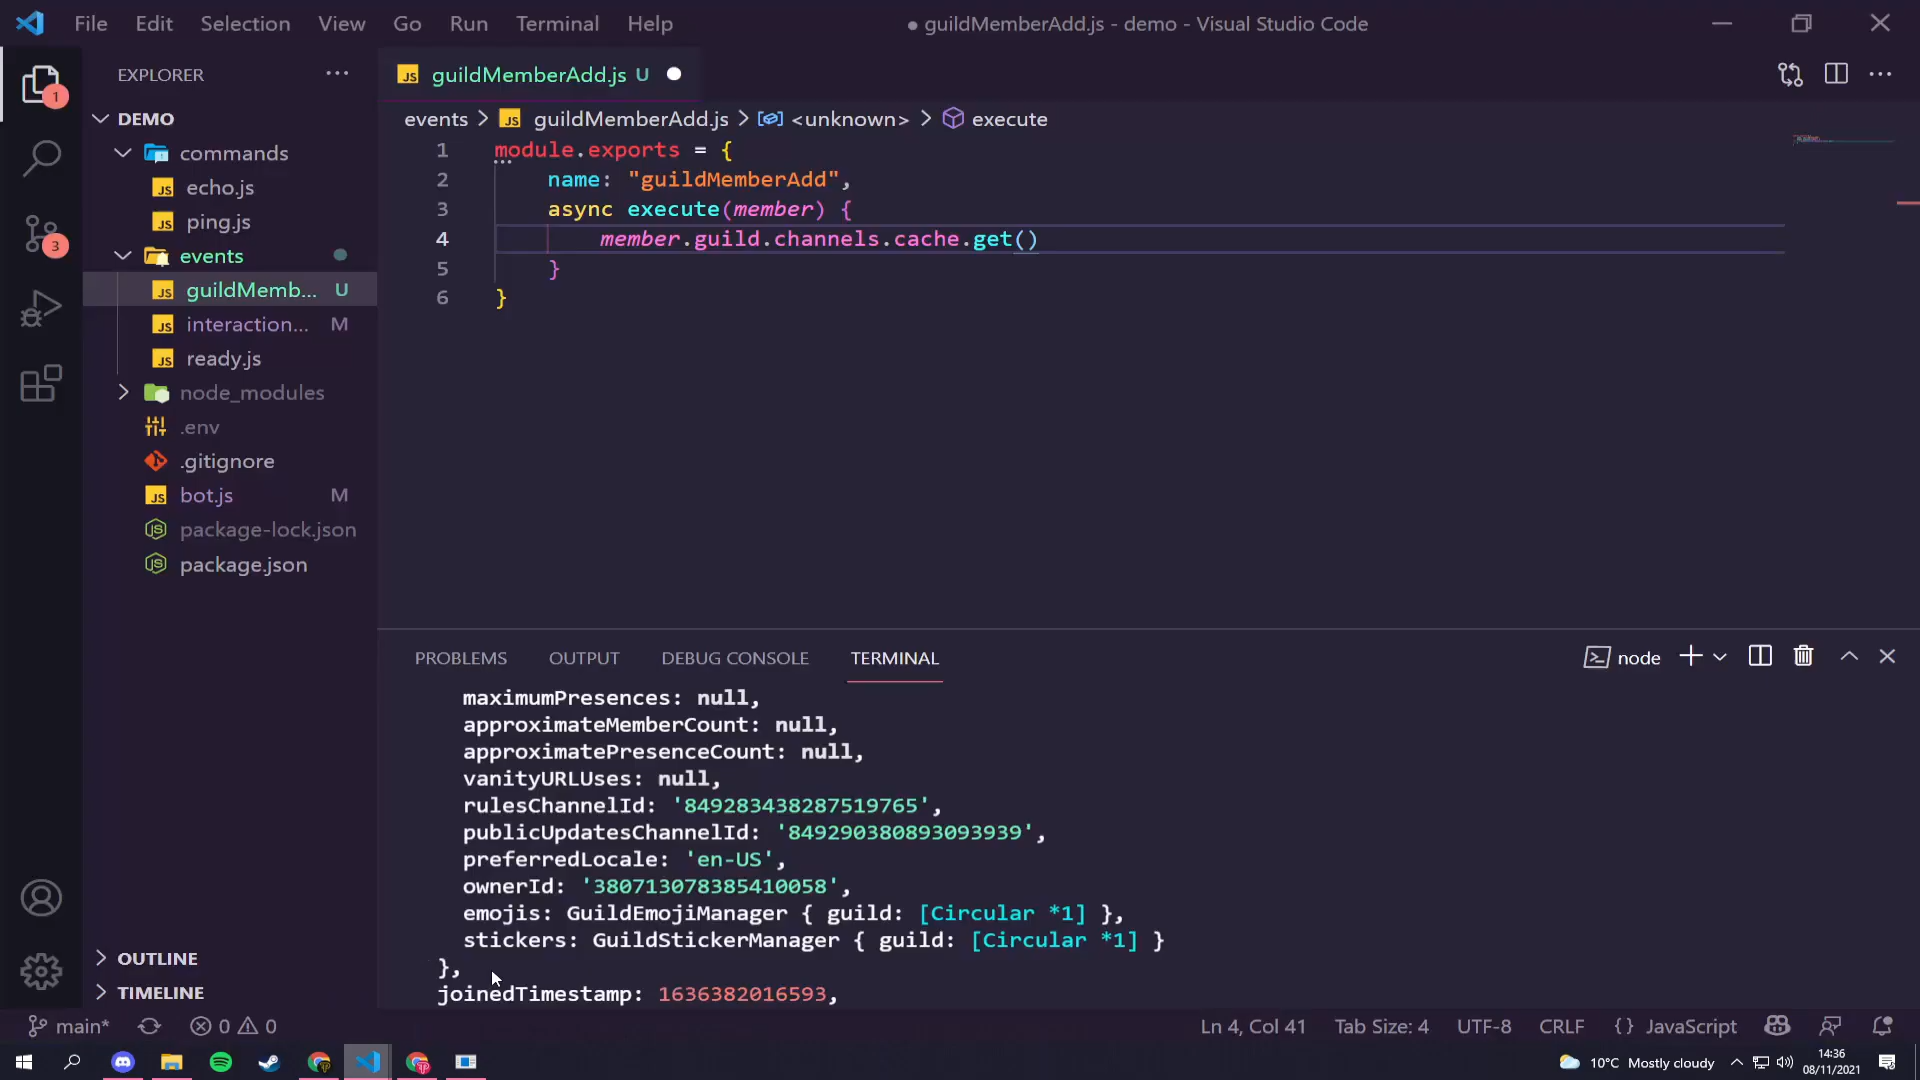 File Edit Selection View Go Run Terminal Help
● guildMemberAdd.js - demo - Visual Studio Code
EXPLORER
1
3
DEMO
commands
echo.js
ping.js
events
guildMemb... U
interaction... M
ready.js
node_modules
.env
.gitignore
bot.js M
package-lock.json
package.json
OUTLINE
TIMELINE
guildMemberAdd.js U
events > guildMemberAdd.js > <unknown> > execute
1 module.exports = {
2 name: "guildMemberAdd",
3 async execute(member) {
4 member.guild.channels.cache.get()
5 }
6 }
PROBLEMS OUTPUT DEBUG CONSOLE TERMINAL
node
maximumPresences: null,
approximateMemberCount: null,
approximatePresenceCount: null,
vanityURLUses: null,
rulesChannelId: '849283438287519765',
publicUpdatesChannelId: '849290380893093939',
preferredLocale: 'en-US',
ownerId: '380713078385410058',
emojis: GuildEmojiManager { guild: [Circular *1] },
stickers: GuildStickerManager { guild: [Circular *1] }
},
joinedTimestamp: 1636382016593,
main* 0 0
Ln 4, Col 41 Tab Size: 4 UTF-8 CRLF {} JavaScript
10°C Mostly cloudy
14:36
08/11/2021